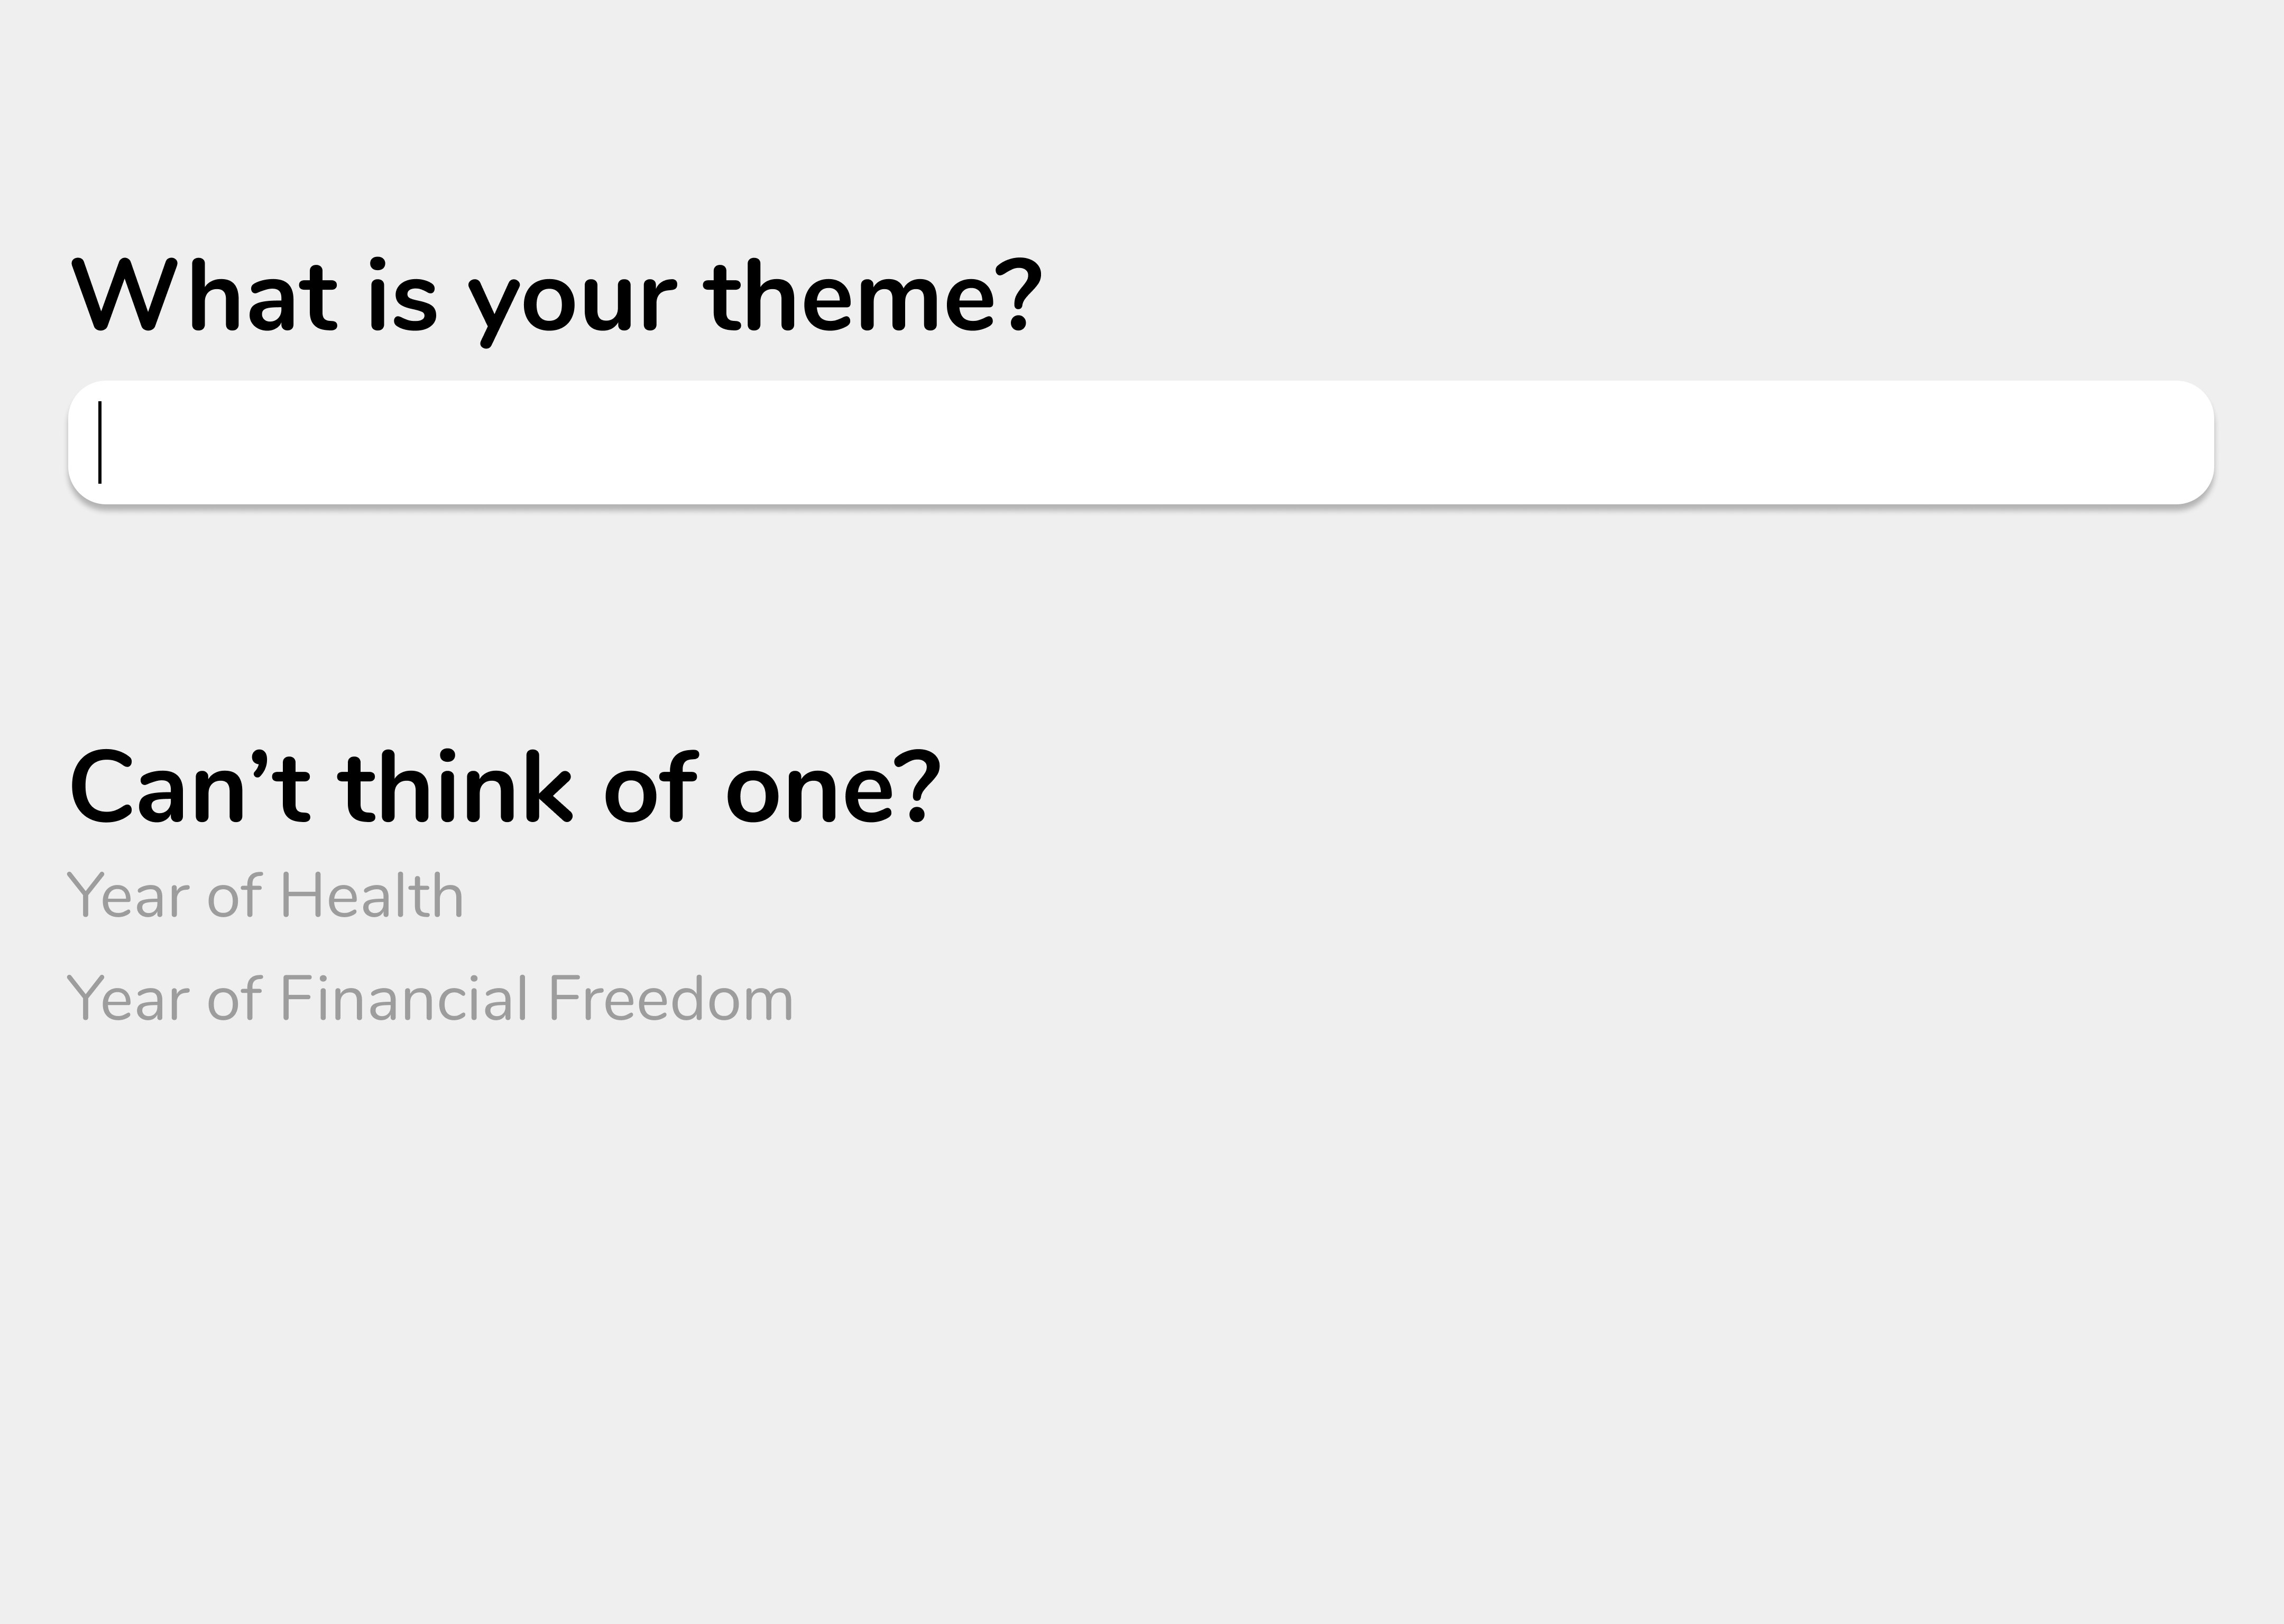 What is your theme?
Can’t think of one?
Year of Health
Year of Financial Freedom